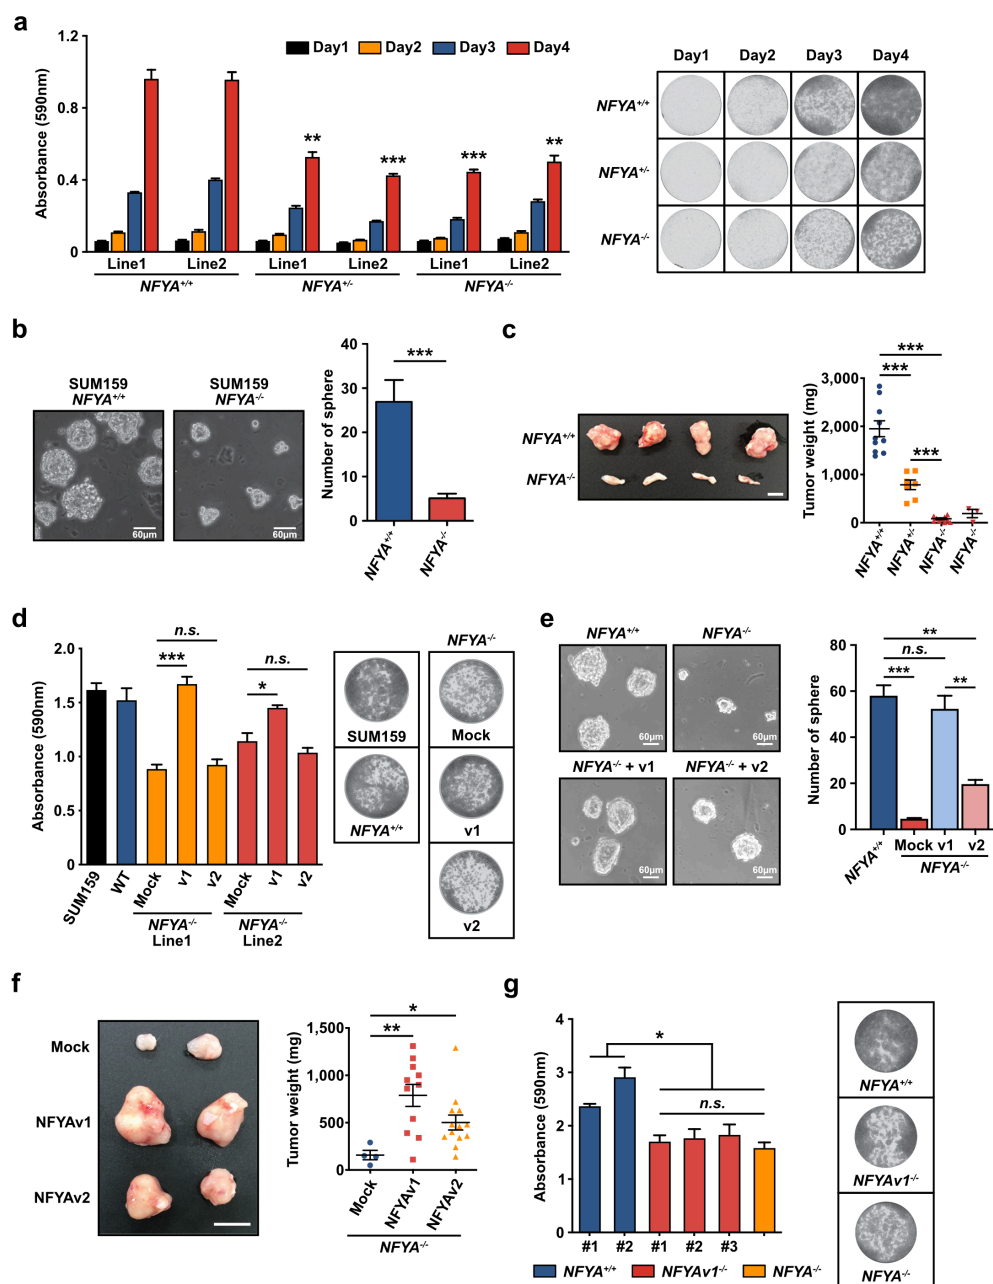 a
1.2
0.8
0.4
0
Absorbance (590nm)
Day1 Day2 Day3 Day4
** *** *** **
Line1 Line2 Line1 Line2 Line1 Line2
NFYA+/+ NFYA+/- NFYA-/-
Day1 Day2 Day3 Day4
NFYA+/+
NFYA+/-
NFYA-/-
b
SUM159
NFYA+/+
SUM159
NFYA-/-
60μm
60μm
Number of sphere
40
30
20
10
0
***
NFYA+/+
NFYA-/-
c
NFYA+/+
NFYA-/-
Tumor weight (mg)
3,000
2,000
1,000
0
***
***
***
NFYA+/+
NFYA+/-
NFYA-/-
NFYA-/-
d
Absorbance (590nm)
2.0
1.5
1.0
0.5
0
n.s.
***
n.s.
*
SUM159
WT
Mock
v1
v2
Mock
v1
v2
NFYA-/-
Line1
NFYA-/-
Line2
NFYA-/-
SUM159
Mock
NFYA+/+
v1
v2
e
NFYA+/+
NFYA-/-
60μm
60μm
NFYA-/- + v1
NFYA-/- + v2
60μm
60μm
Number of sphere
80
60
40
20
0
**
n.s.
***
**
NFYA+/+
Mock v1 v2
NFYA-/-
f
Mock
NFYAv1
NFYAv2
Tumor weight (mg)
1,500
1,000
500
0
*
**
Mock
NFYAv1
NFYAv2
NFYA-/-
g
Absorbance (590nm)
4
3
2
1
0
*
n.s.
#1 #2 #1 #2 #3
NFYA+/+ NFYAv1-/- NFYA-/-
NFYA+/+
NFYAv1-/-
NFYA-/-